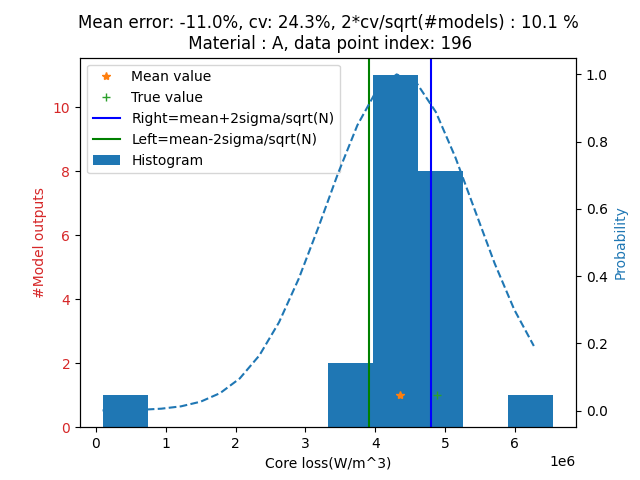 Mean error: -11.0%, cv: 24.3%, 2*cv/sqrt(#models) : 10.1 %
Material : A, data point index: 196
Mean value
True value
Right=mean+2sigma/sqrt(N)
Left=mean-2sigma/sqrt(N)
Histogram
#Model outputs
0
2
4
6
8
10
Probability
0.0
0.2
0.4
0.6
0.8
1.0
0 1 2 3 4 5 6
1e6
Core loss(W/m^3)